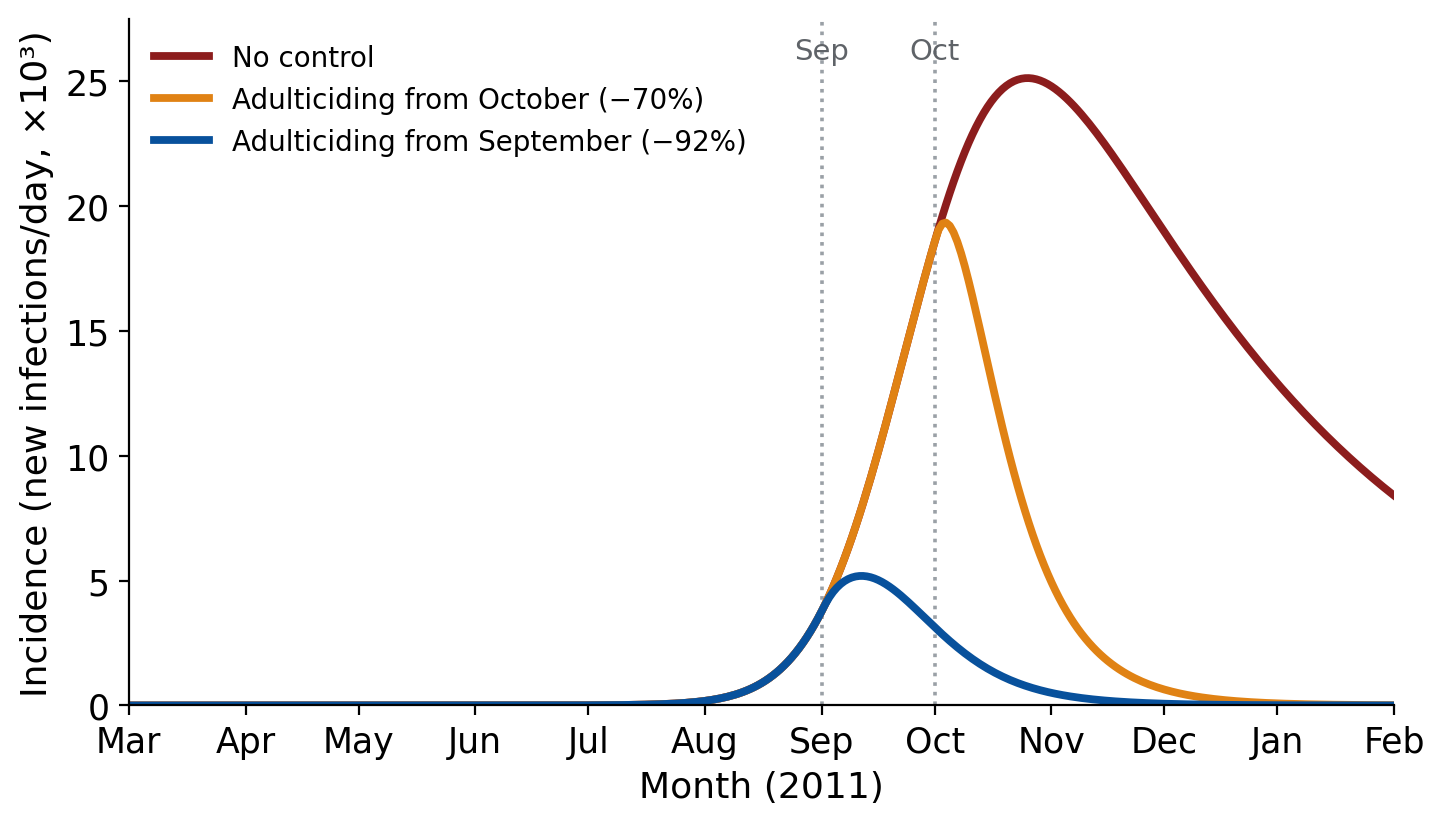 Incidence (new infections/day, ×10³)
No control
Adulticiding from October (−70%)
Adulticiding from September (−92%)
Sep Oct
25
20
15
10
5
0
Mar Apr May Jun Jul Aug Sep Oct Nov Dec Jan Feb
Month (2011)